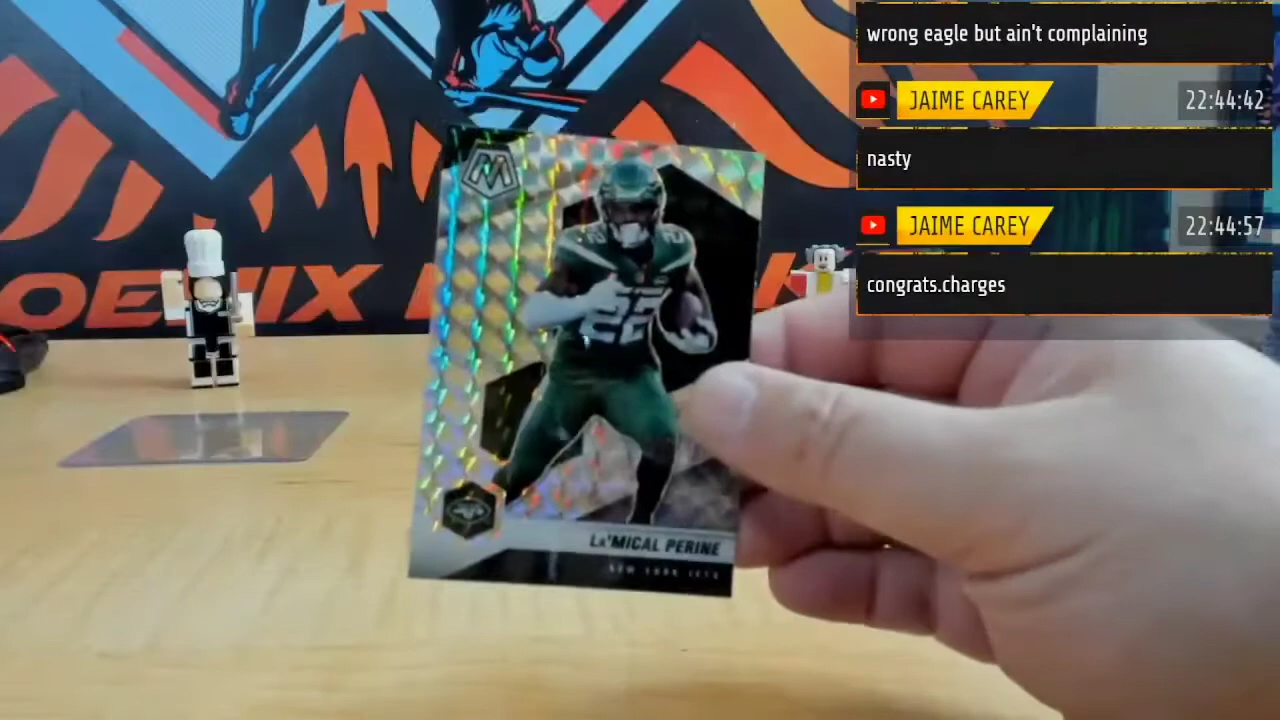 wrong eagle but ain't complaining
JAIME CAREY 22:44:42
nasty
JAIME CAREY 22:44:57
congrats.charges
OENIX
M
22
22
LA'MICAL PERINE
NEW YORK JETS